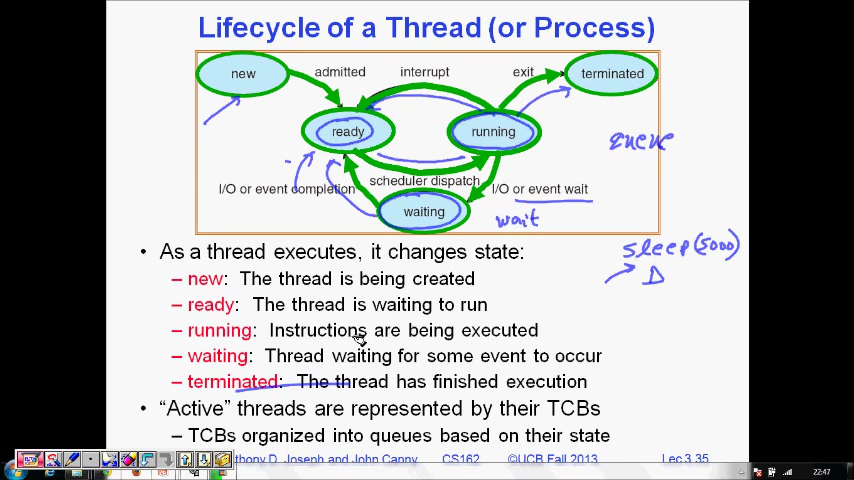 Lifecycle of a Thread (or Process)
new admitted interrupt exit terminated
ready running
queue
scheduler dispatch
I/O or event completion I/O or event wait
waiting
wait
sleep(5000)
• As a thread executes, it changes state:
– new: The thread is being created
– ready: The thread is waiting to run
– running: Instructions are being executed
– waiting: Thread waiting for some event to occur
– terminated: The thread has finished execution
• “Active” threads are represented by their TCBs
– TCBs organized into queues based on their state
thony D. Joseph and John Canny CS162 ©UCB Fall 2013 Lec 3.35
22:47